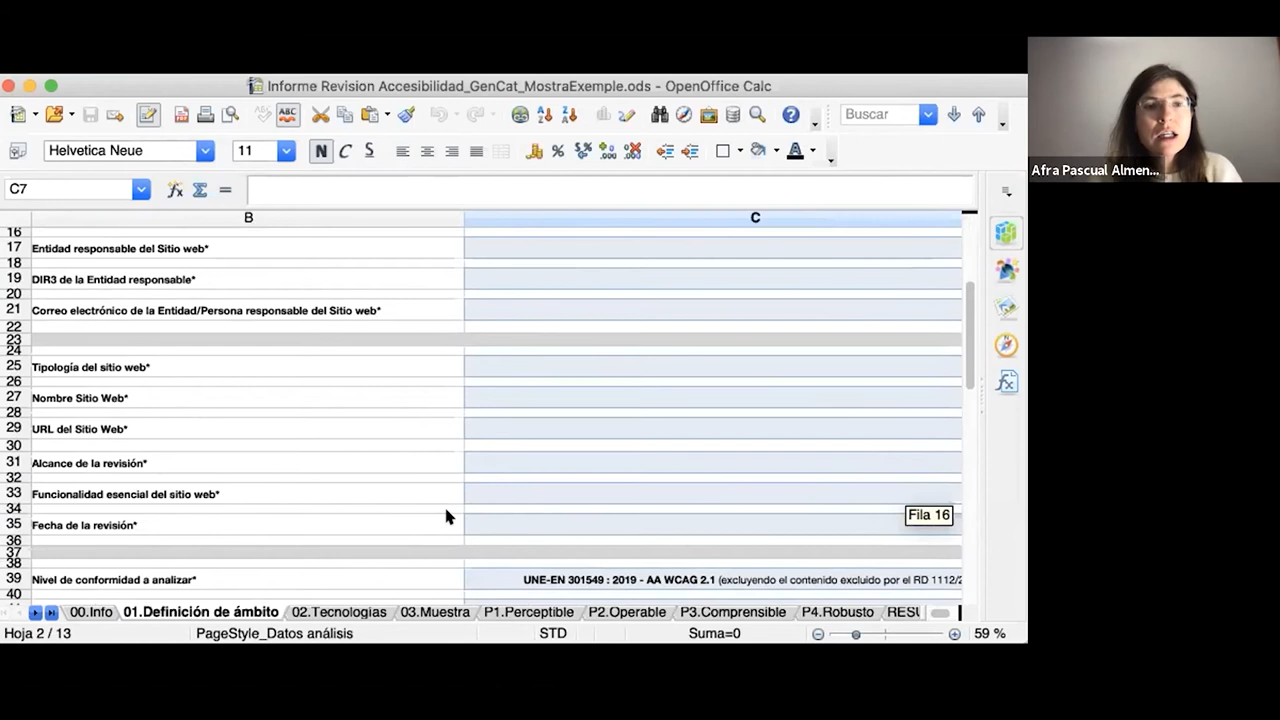 Informe Revision Accesibilidad_GenCat_MostraExemple.ods - OpenOffice Calc
Buscar
Helvetica Neue
11
N C S
C7
B C
16
17 Entidad responsable del Sitio web*
18
19 DIR3 de la Entidad responsable*
20
21 Correo electrónico de la Entidad/Persona responsable del Sitio web*
22
23
24
25 Tipología del sitio web*
26
27 Nombre Sitio Web*
28
29 URL del Sitio Web*
30
31 Alcance de la revisión*
32
33 Funcionalidad esencial del sitio web*
34
Fila 16
35 Fecha de la revisión*
36
37
38
39 Nivel de conformidad a analizar* UNE-EN 301549 : 2019 - AA WCAG 2.1 (excluyendo el contenido excluido por el RD 1112/2
40
00.Info 01.Definición de ámbito 02.Tecnologías 03.Muestra P1.Perceptible P2.Operable P3.Comprensible P4.Robusto RESU
Hoja 2 / 13 PageStyle_Datos análisis STD Suma=0 59 %
Afra Pascual Almen...